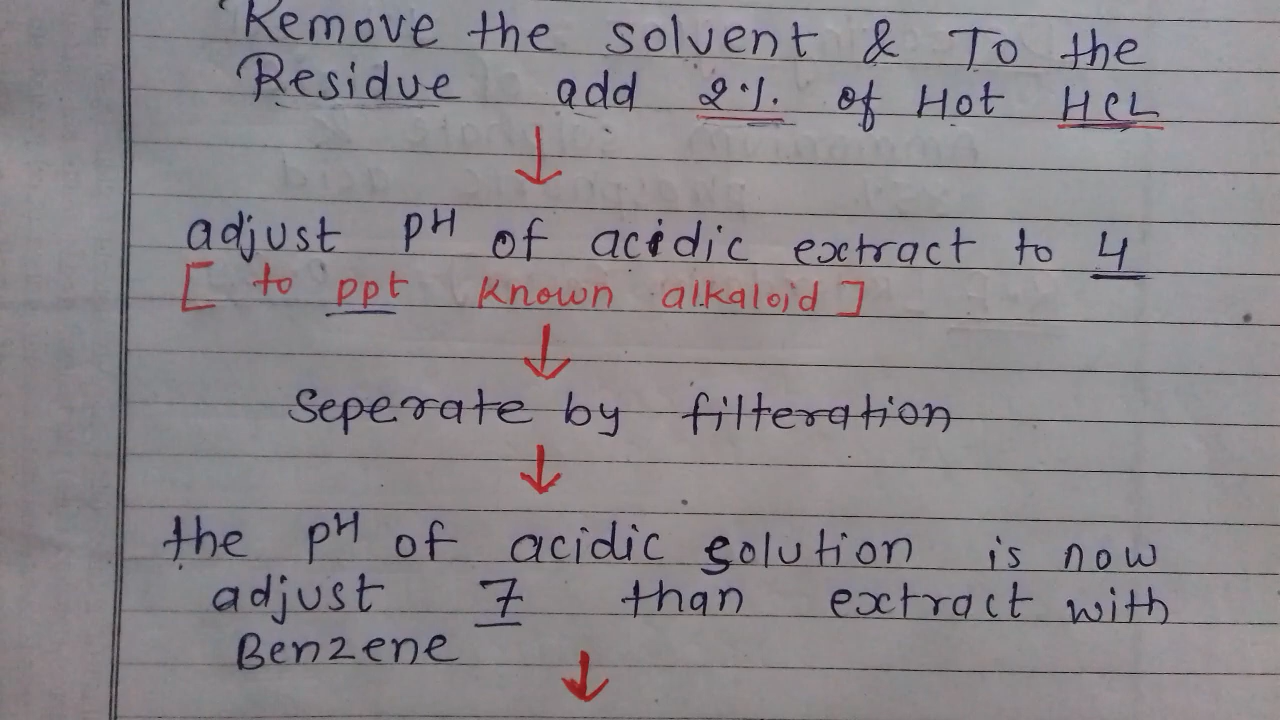 Remove the solvent & To the
Residue add 2% of Hot HCL
↓
adjust pH of acidic extract to 4
[ to ppt known alkaloid ]
↓
Seperate by filteration
↓
the pH of acidic solution is now
adjust 7 than extract with
Benzene
↓